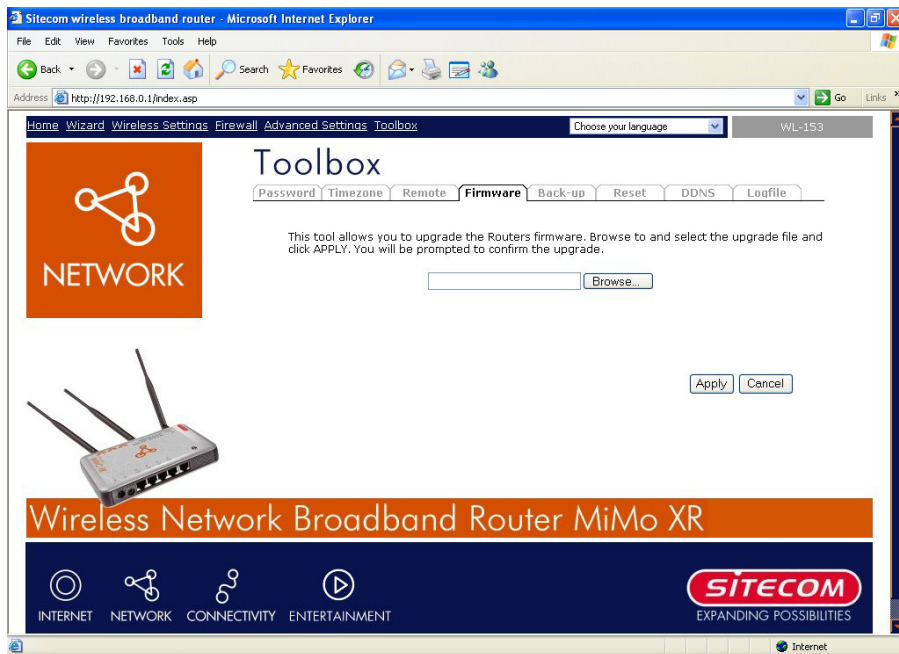 Sitecom wireless broadband router - Microsoft Internet Explorer
File Edit View Favorites Tools Help
Back Search Favorites
Address http://192.168.0.1/index.asp Go Links »
Home Wizard Wireless Settings Firewall Advanced Settings Toolbox Choose your language WL-153
Toolbox
Password Timezone Remote Firmware Back-up Reset DDNS Logfile
This tool allows you to upgrade the Routers firmware. Browse to and select the upgrade file and
click APPLY. You will be prompted to confirm the upgrade.
Browse...
NETWORK
Apply Cancel
Wireless Network Broadband Router MiMo XR
INTERNET NETWORK CONNECTIVITY ENTERTAINMENT
SITECOM
EXPANDING POSSIBILITIES
Internet